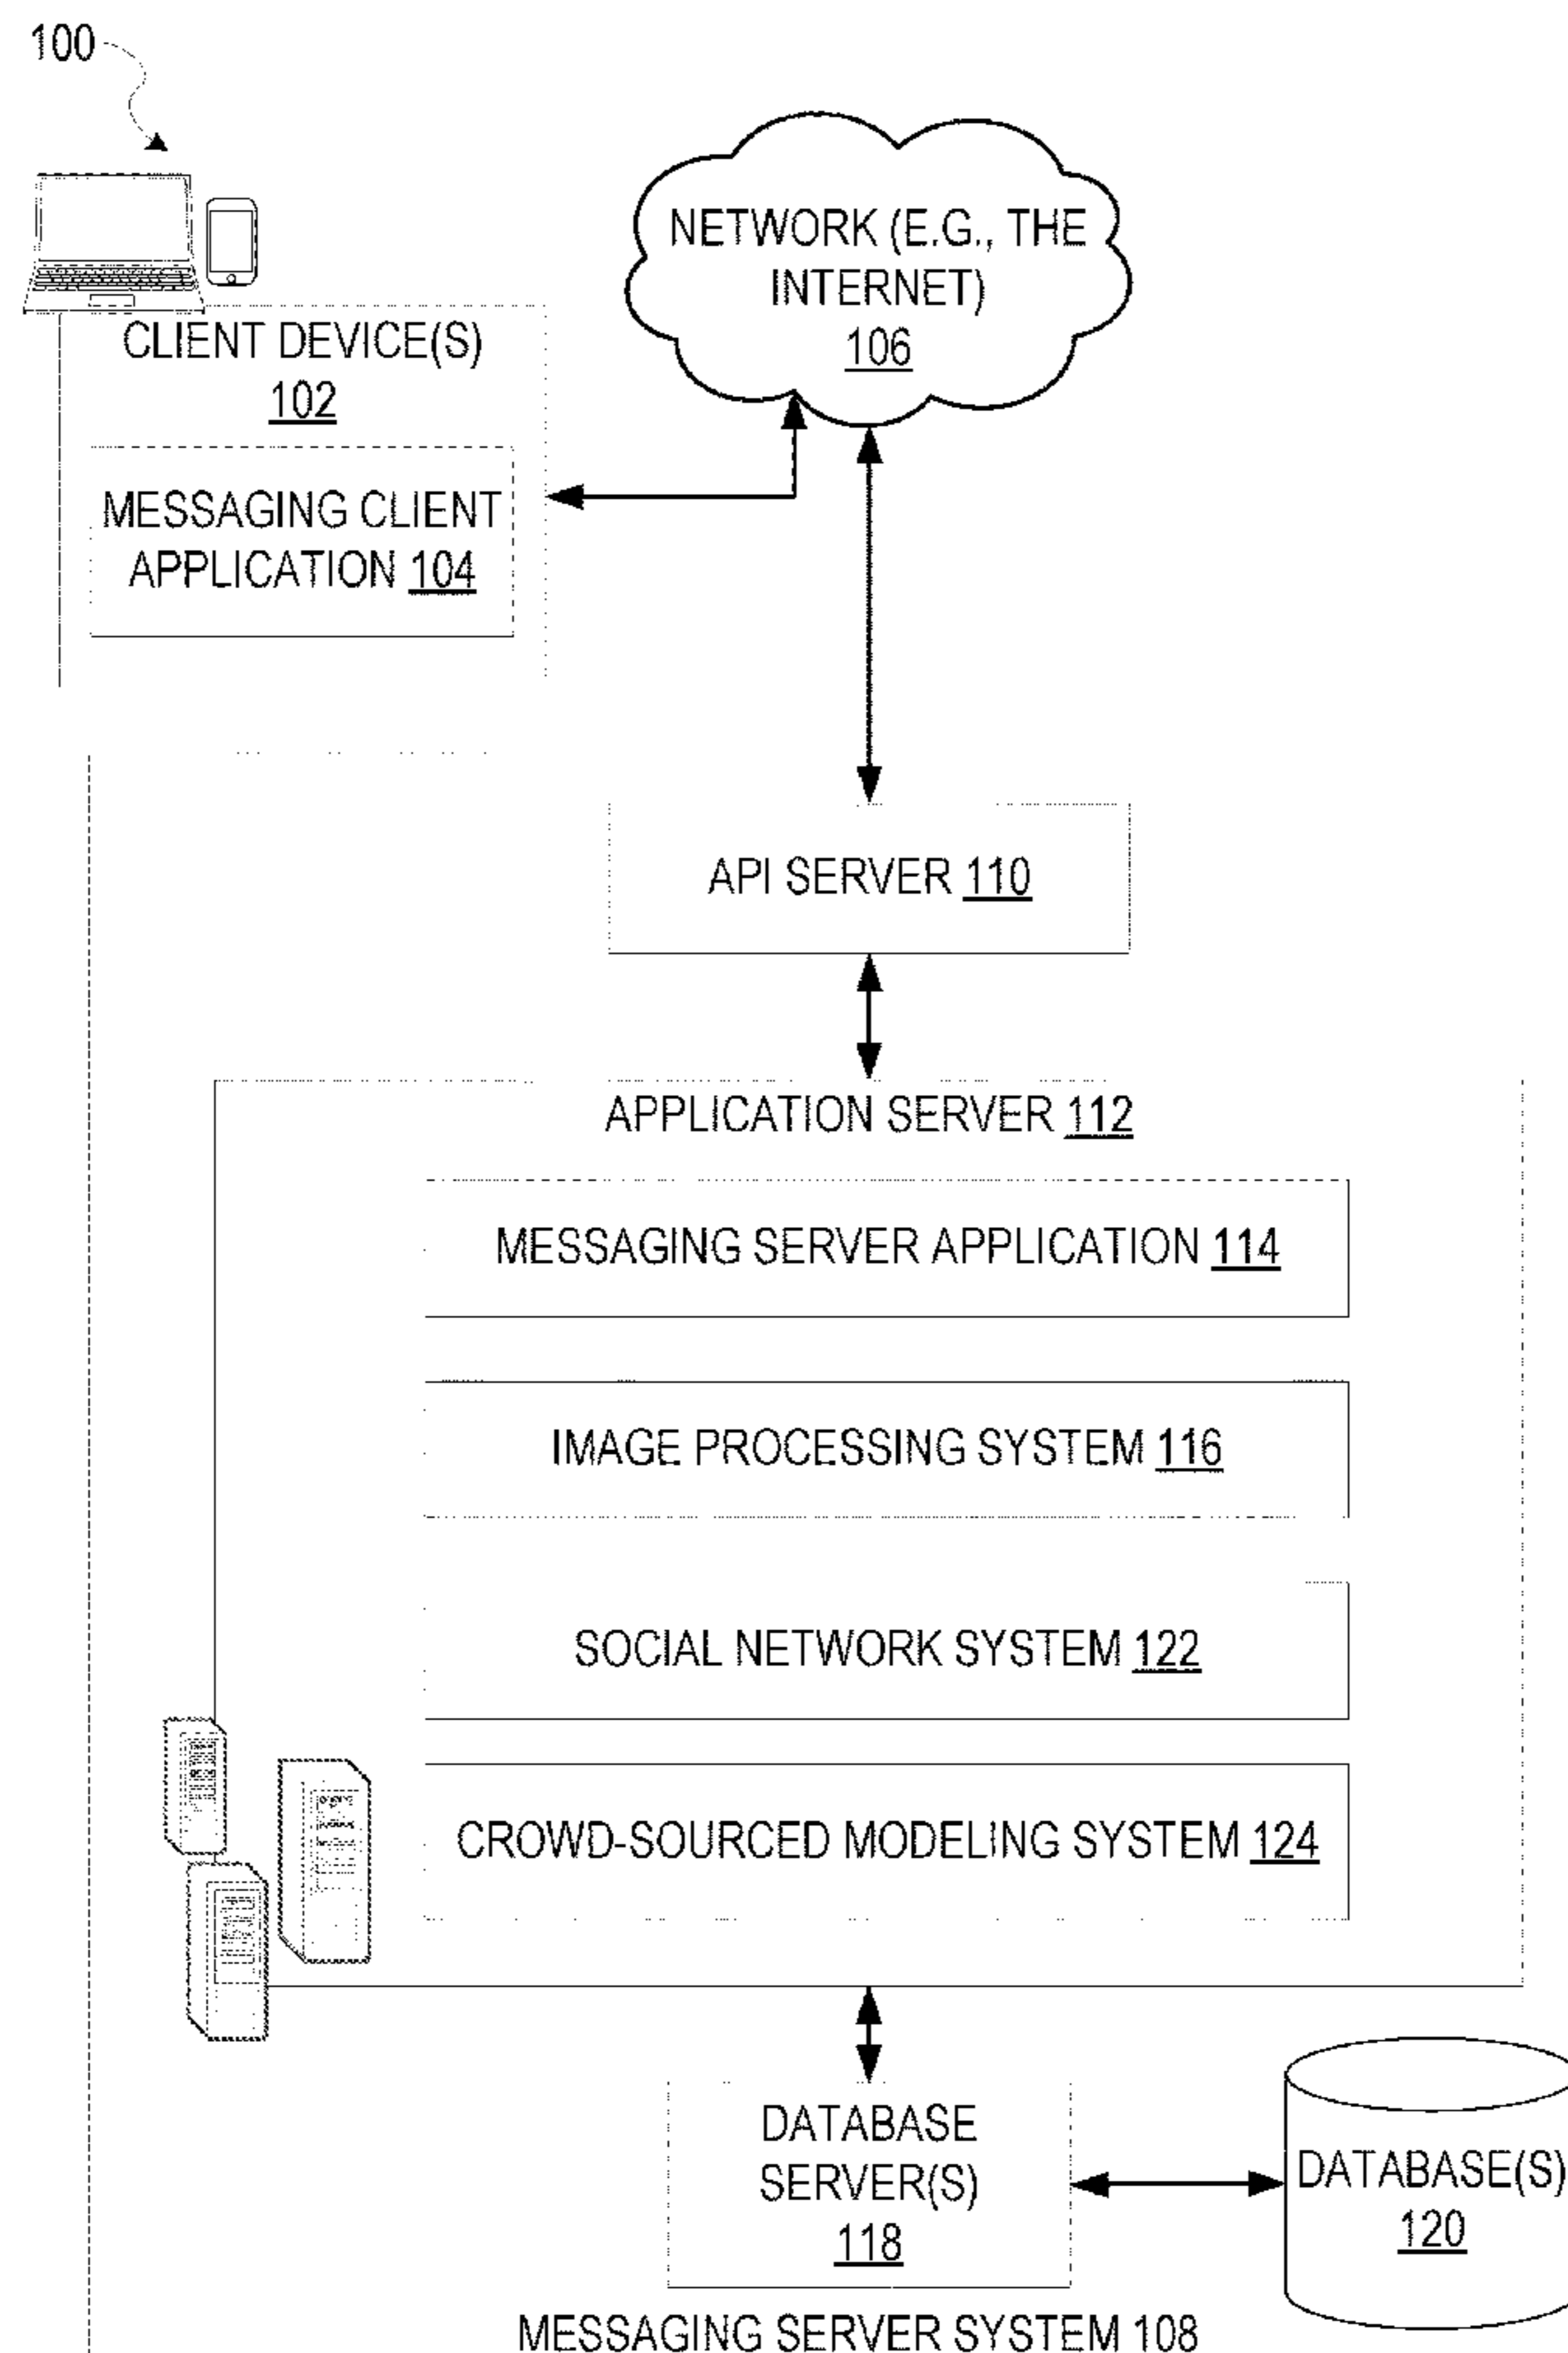 100
NETWORK (E.G., THE
INTERNET)
106
CLIENT DEVICE(S)
102
MESSAGING CLIENT
APPLICATION 104
API SERVER 110
APPLICATION SERVER 112
MESSAGING SERVER APPLICATION 114
IMAGE PROCESSING SYSTEM 116
SOCIAL NETWORK SYSTEM 122
CROWD-SOURCED MODELING SYSTEM 124
DATABASE
SERVER(S)
118
DATABASE(S)
120
MESSAGING SERVER SYSTEM 108